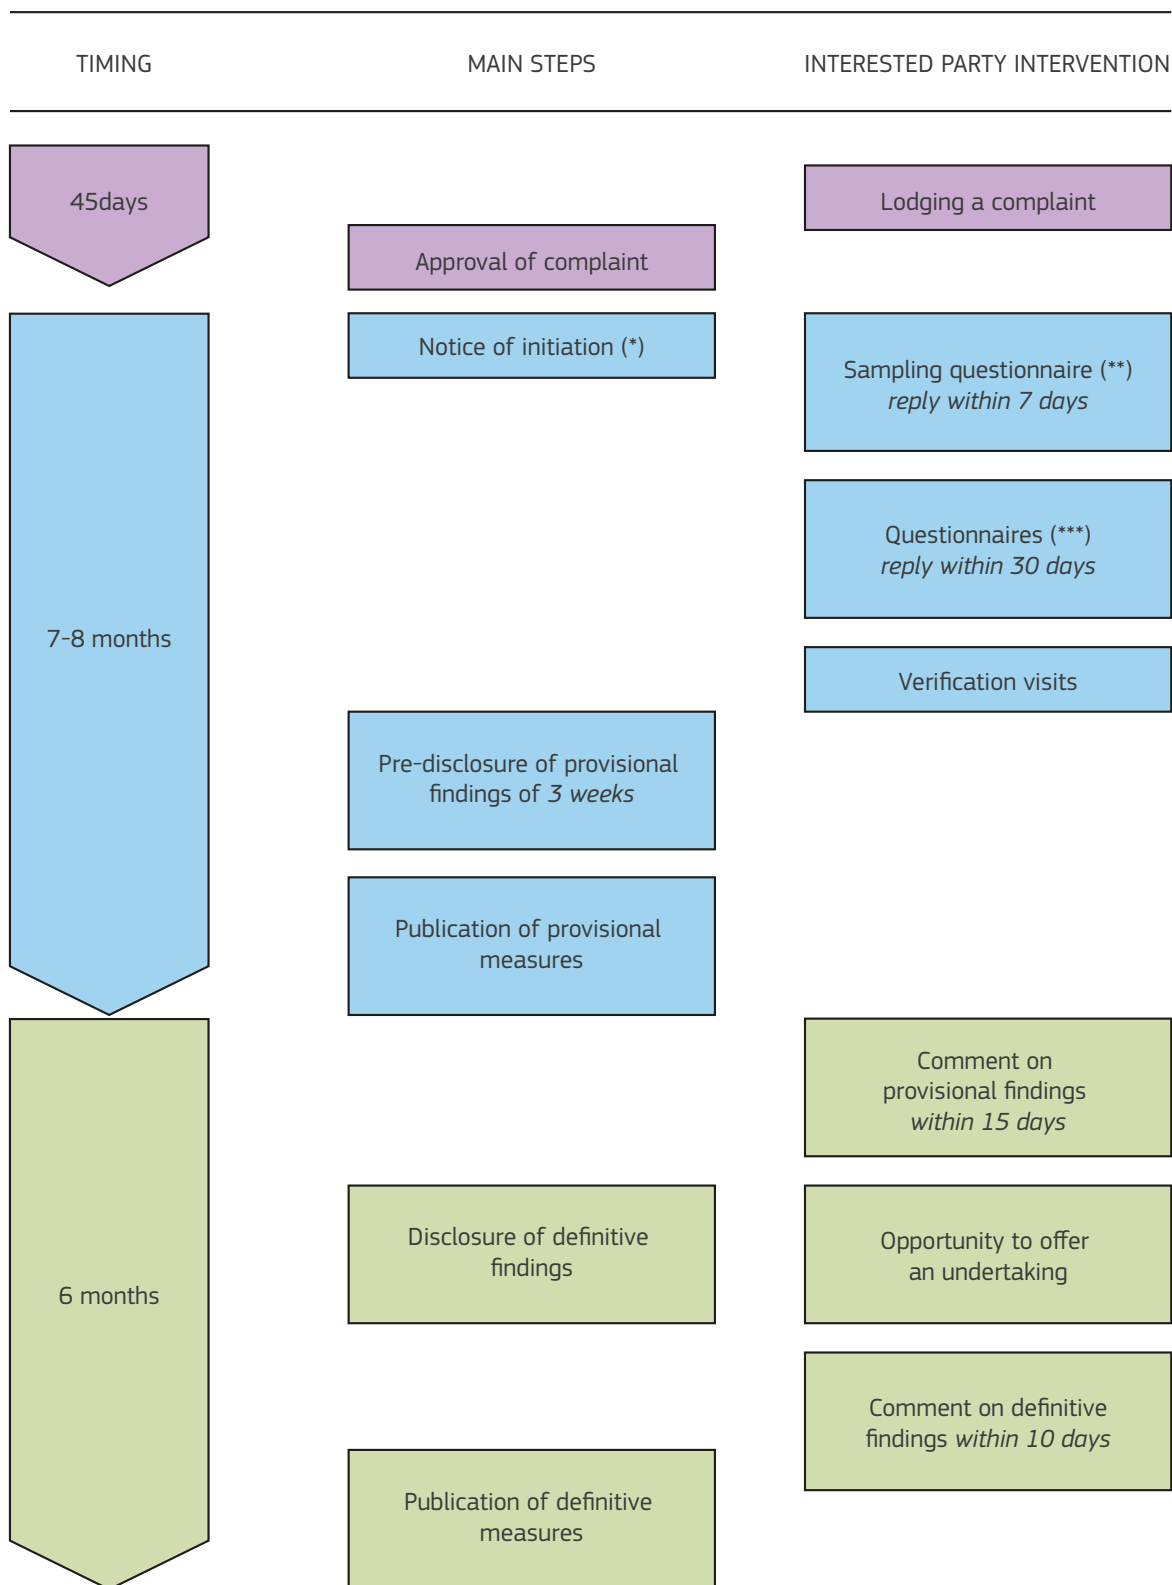 TIMING
MAIN STEPS
INTERESTED PARTY INTERVENTION
45days
Lodging a complaint
Approval of complaint
7-8 months
Notice of initiation (*)
Sampling questionnaire (**)
reply within 7 days
Questionnaires (***)
reply within 30 days
Verification visits
Pre-disclosure of provisional
findings of 3 weeks
Publication of provisional
measures
6 months
Comment on
provisional findings
within 15 days
Disclosure of definitive
findings
Opportunity to offer
an undertaking
Comment on definitive
findings within 10 days
Publication of definitive
measures